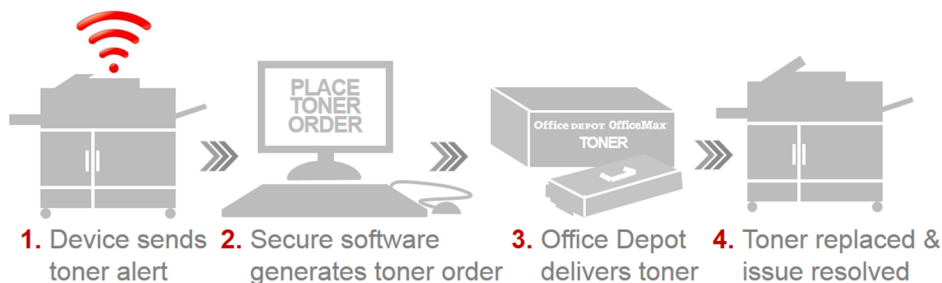 PLACE
TONER
ORDER
Office DEPOT OfficeMax
TONER
1. Device sends
toner alert
2. Secure software
generates toner order
3. Office Depot
delivers toner
4. Toner replaced &
issue resolved